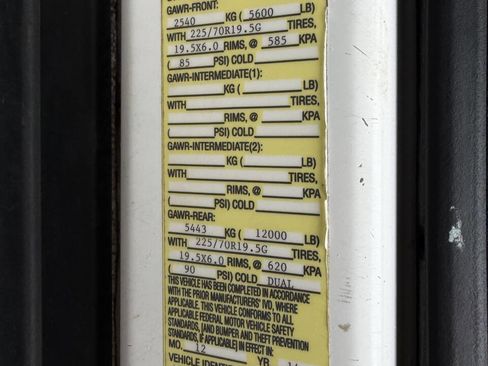 GAWR-FRONT:
2540 KG ( 5600 LB)
WITH 225/70R19.5G TIRES,
19.5X6.0 RIMS, @ 585 KPA
( 85 PSI) COLD
GAWR-INTERMEDIATE(1):
KG ( LB)
WITH TIRES,
RIMS, @ KPA
( PSI) COLD
GAWR-INTERMEDIATE(2):
KG ( LB)
WITH TIRES,
RIMS, @ KPA
( PSI) COLD
GAWR-REAR:
5443 KG ( 12000 LB)
WITH 225/70R19.5G TIRES,
19.5X6.0 RIMS, @ 620 KPA
( 90 PSI) COLD DUAL
THIS VEHICLE HAS BEEN COMPLETED IN ACCORDANCE
WITH THE PRIOR MANUFACTURERS' IVD, WHERE
APPLICABLE. THIS VEHICLE CONFORMS TO ALL
APPLICABLE FEDERAL MOTOR VEHICLE SAFETY
STANDARDS, [AND BUMPER AND THEFT PREVENTION
STANDARDS, IF APPLICABLE] IN EFFECT IN:
MO. 12 YR
VEHICLE